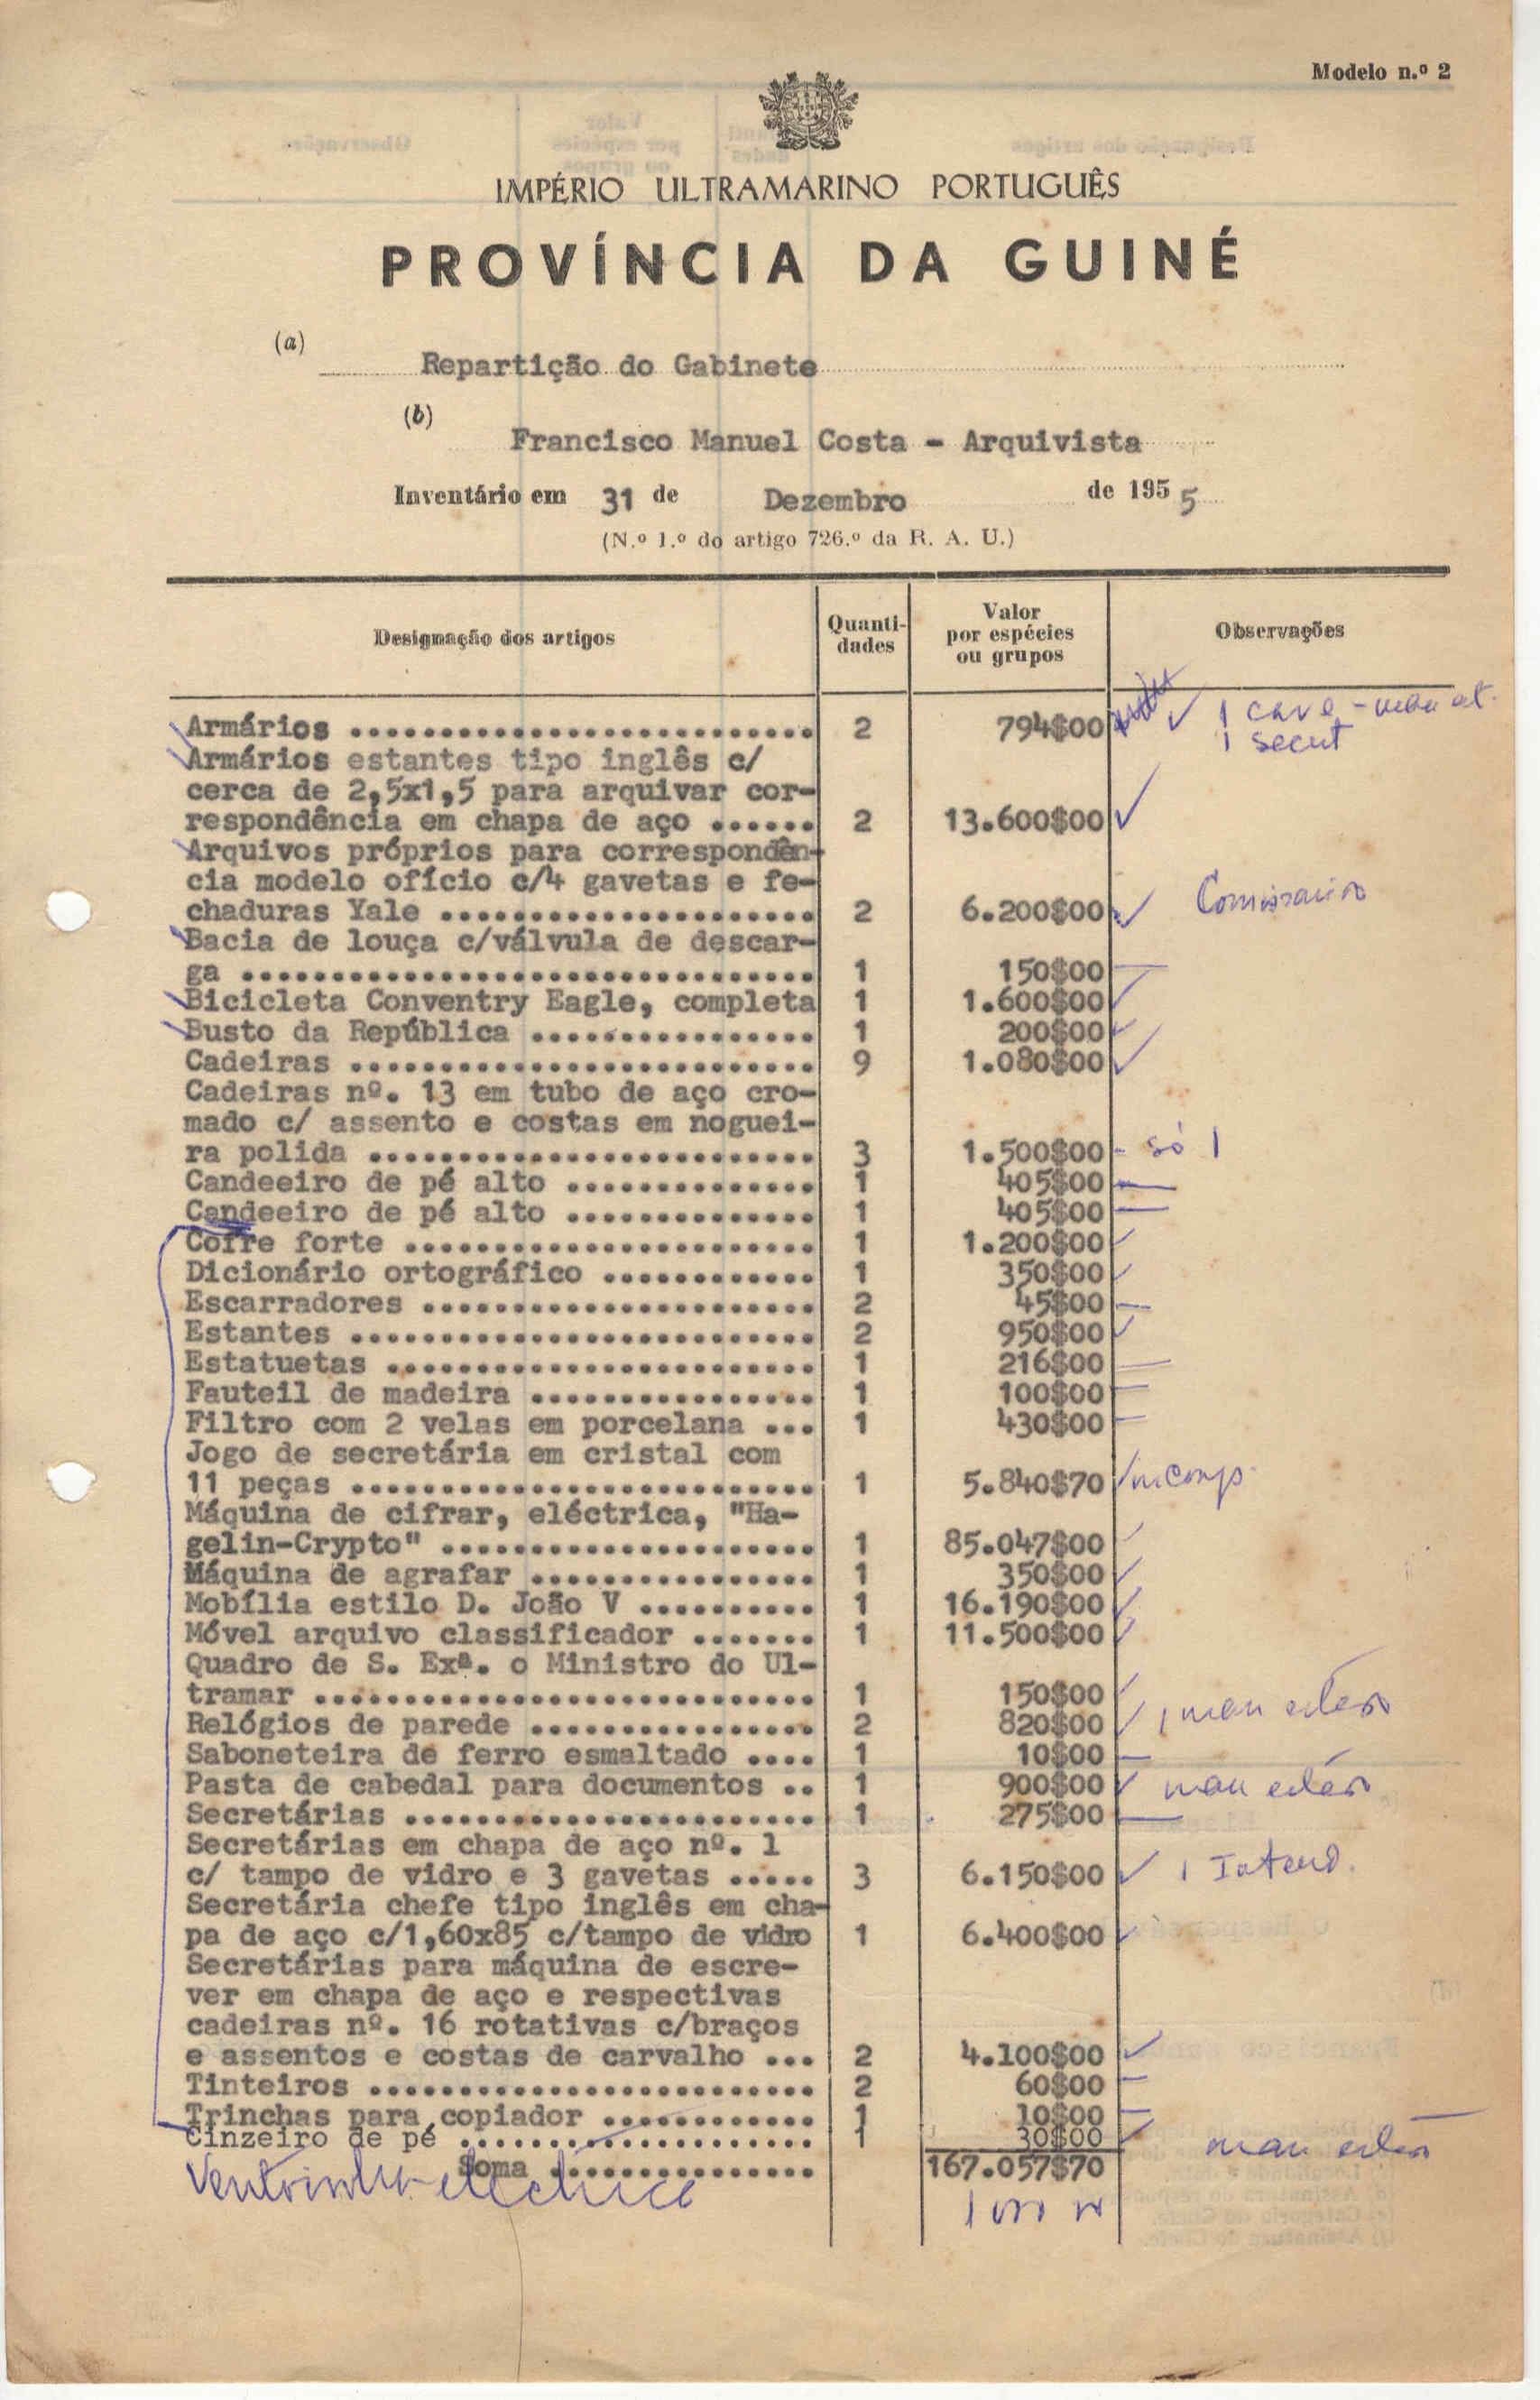 Modelo n.º 2
IMPÉRIO ULTRAMARINO PORTUGUÊS
PROVÍNCIA DA GUINÉ
(a)
Repartição do Gabinete
(b)
Francisco Manuel Costa - Arquivista
Inventário em 31 de Dezembro de 1955
(N.º 1.º do artigo 726.º da R. A. U.)
Designação dos artigos Quanti- Valor Observações
dades por espécies
ou grupos
Armários .......................... 2 794$00 1 cave
1 secret
Armários estantes tipo inglês c/
cerca de 2,5x1,5 para arquivar cor-
respondência em chapa de aço ...... 2 13.600$00
Arquivos próprios para correspondên-
cia modelo ofício c/4 gavetas e fe-
chaduras Yale ..................... 2 6.200$00
Bacia de louça c/válvula de descar-
ga ................................ 1 150$00
Bicicleta Conventry Eagle, completa 1 1.600$00
Busto da República ................ 1 200$00
Cadeiras .......................... 9 1.080$00
Cadeiras nº. 13 em tubo de aço cro-
mado c/ assento e costas em noguei-
ra polida ......................... 3 1.500$00 - só 1
Candeeiro de pé alto .............. 1 405$00
Candeeiro de pé alto .............. 1 405$00
Cofre forte ....................... 1 1.200$00
Dicionário ortográfico ............ 1 350$00
Escarradores ...................... 2 45$00
Estantes .......................... 2 950$00
Estatuetas ........................ 1 216$00
Fauteil de madeira ................ 1 100$00
Filtro com 2 velas em porcelana ... 1 430$00
Jogo de secretária em cristal com
11 peças .......................... 1 5.840$70 incomp.
Máquina de cifrar, eléctrica, "Ha-
gelin-Crypto" ..................... 1 85.047$00
Máquina de agrafar ................ 1 350$00
Mobília estilo D. João V .......... 1 16.190$00
Móvel arquivo classificador ....... 1 11.500$00
Quadro de S. Exª. o Ministro do Ul-
tramar ............................ 1 150$00
Relógios de parede ................ 2 820$00 1 mau
Saboneteira de ferro esmaltado .... 1 10$00
Pasta de cabedal para documentos .. 1 900$00 mau
Secretárias ....................... 1 275$00
Secretárias em chapa de aço nº. 1
c/ tampo de vidro e 3 gavetas ..... 3 6.150$00 1 Intend.
Secretária chefe tipo inglês em cha-
pa de aço c/1,60x85 c/tampo de vidro 1 6.400$00
Secretárias para máquina de escre-
ver em chapa de aço e respectivas
cadeiras nº. 16 rotativas c/braços
e assentos e costas de carvalho ... 2 4.100$00
Tinteiros ......................... 2 60$00
Trinchas para copiador ............ 1 10$00
Cinzeiro de pé .................... 1 30$00 mau
Soma ............... 167.057$70
Ventoinha eléctrica